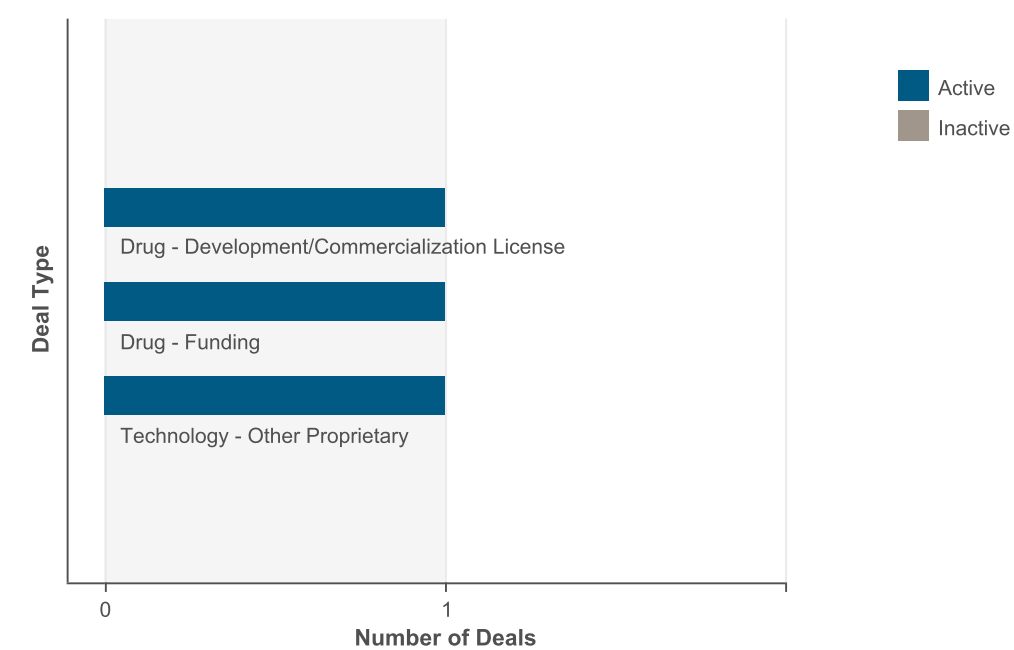 Active
Inactive
Drug - Development/Commercialization License
Drug - Funding
Technology - Other Proprietary
Deal Type
0
1
Number of Deals